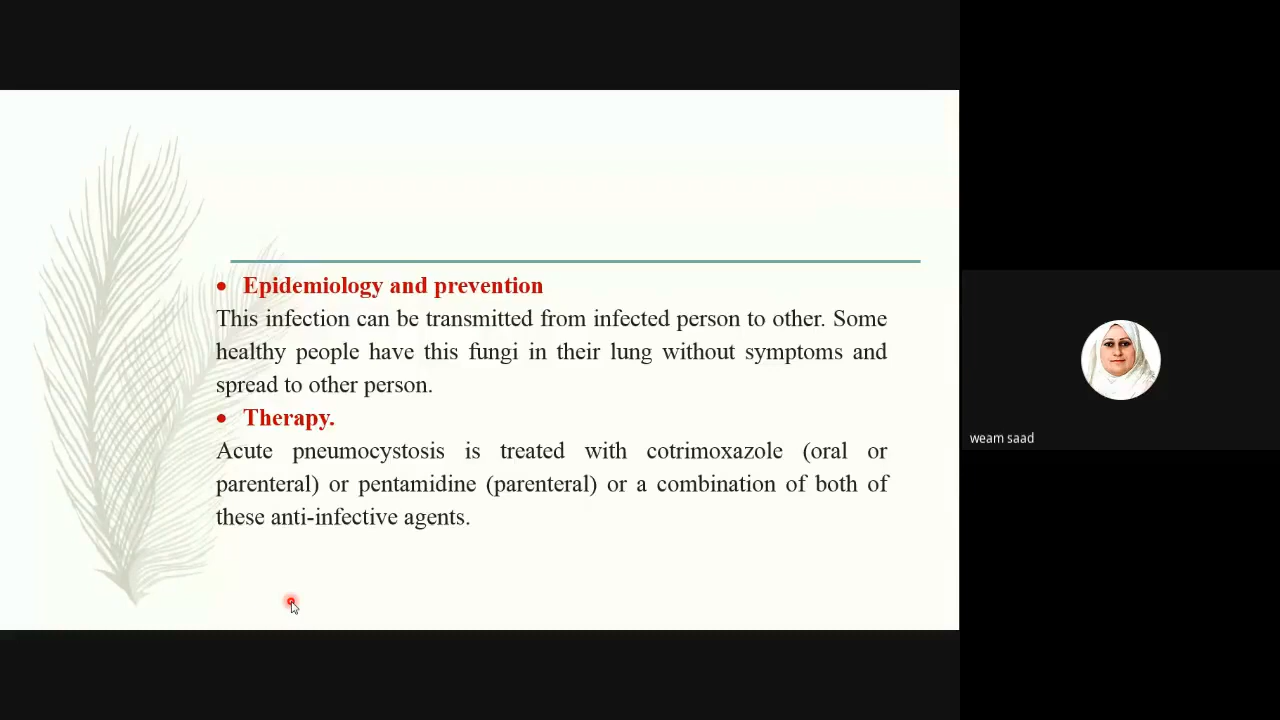 • Epidemiology and prevention
This infection can be transmitted from infected person to other. Some
healthy people have this fungi in their lung without symptoms and
spread to other person.
• Therapy.
Acute pneumocystosis is treated with cotrimoxazole (oral or
parenteral) or pentamidine (parenteral) or a combination of both of
these anti-infective agents.
weam saad